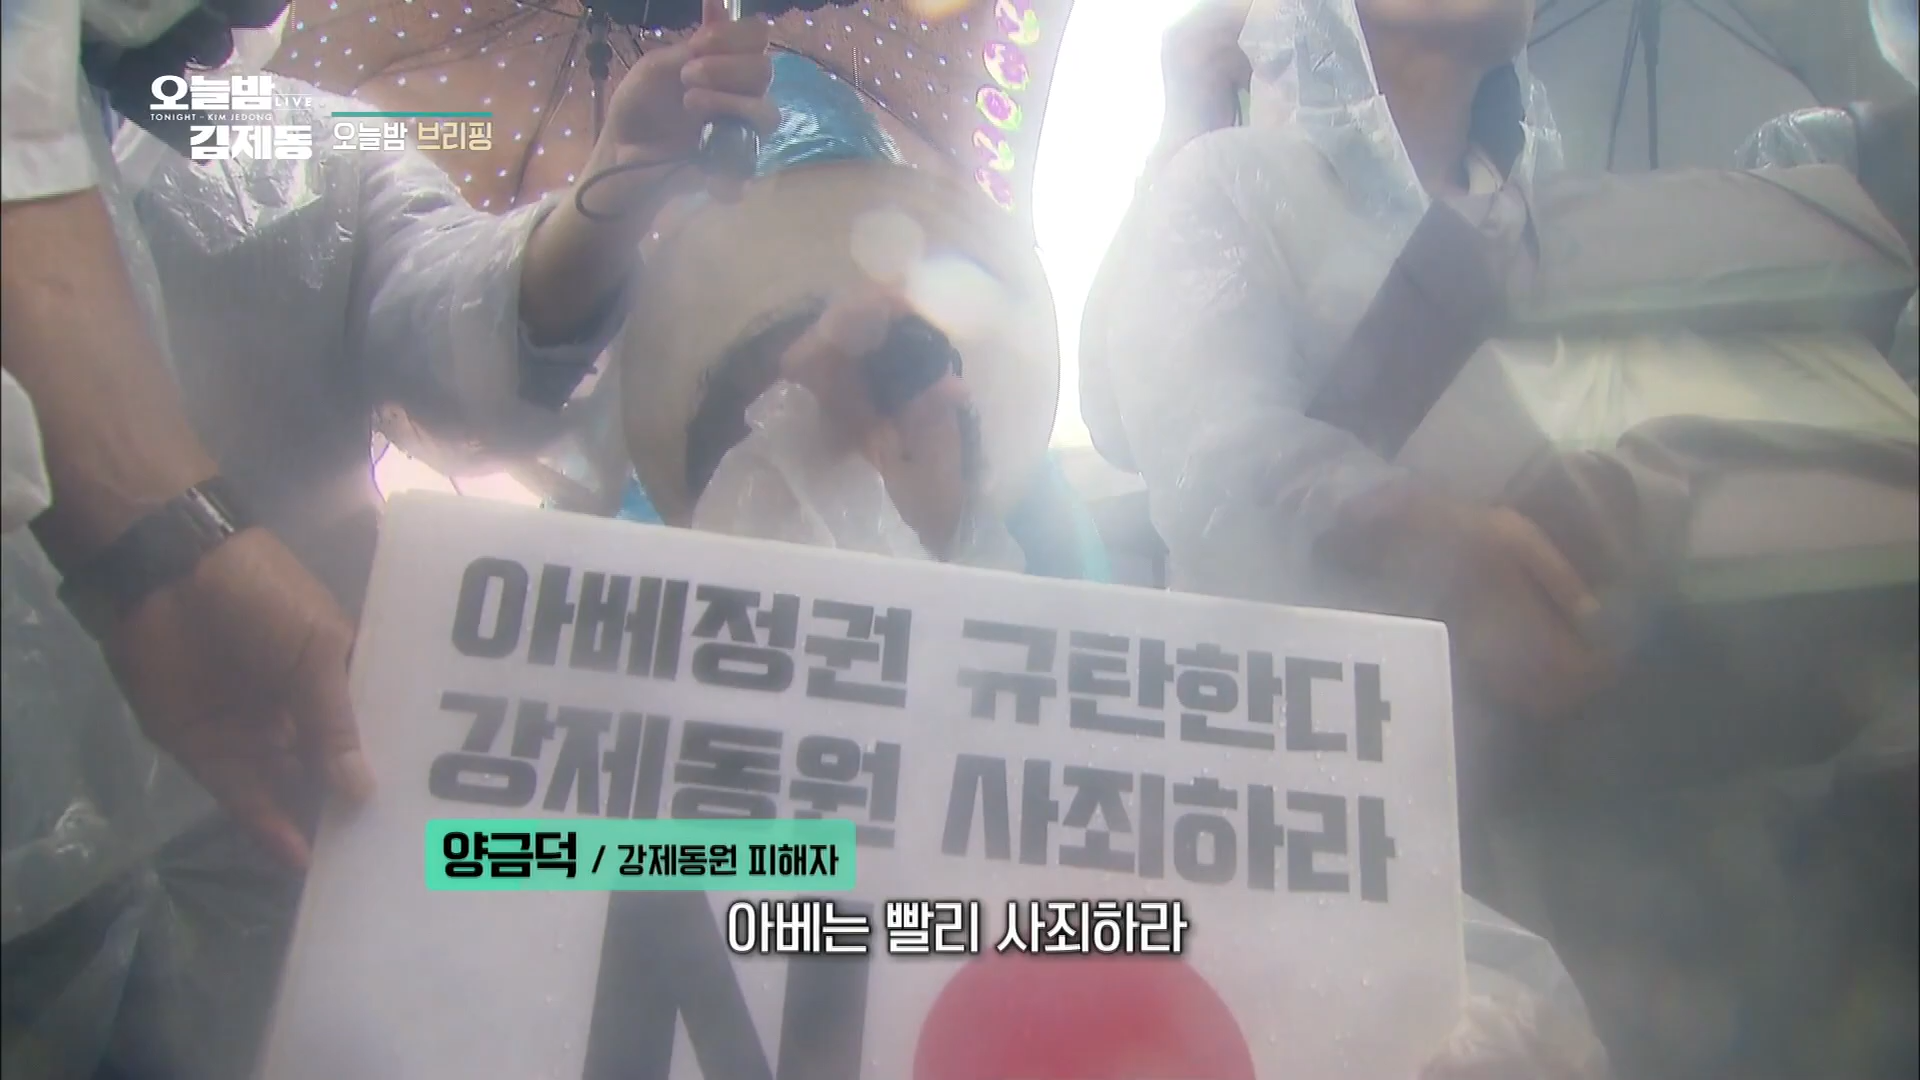 오늘밤 LIVE
TONIGHT - KIM JEDONG
김제동
오늘밤 브리핑
아베정권 규탄한다
강제동원 사죄하라
양금덕 / 강제동원 피해자
아베는 빨리 사죄하라
N